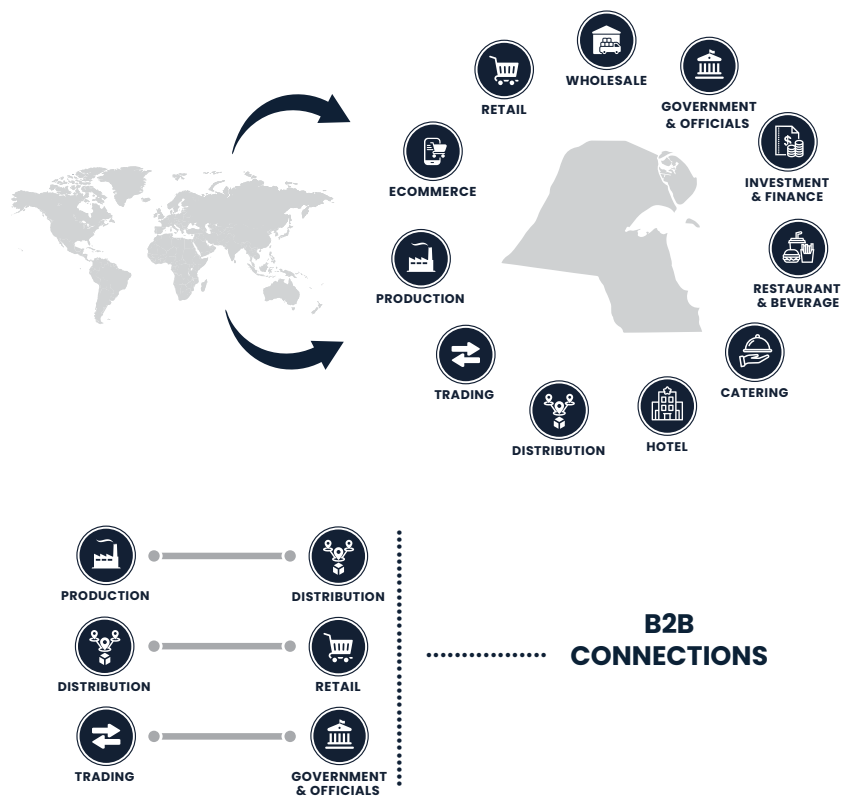 WHOLESALE
RETAIL
GOVERNMENT
& OFFICIALS
ECOMMERCE
INVESTMENT
& FINANCE
PRODUCTION
RESTAURANT
& BEVERAGE
TRADING
CATERING
DISTRIBUTION
HOTEL
PRODUCTION
DISTRIBUTION
DISTRIBUTION
RETAIL
TRADING
GOVERNMENT
& OFFICIALS
B2B
CONNECTIONS